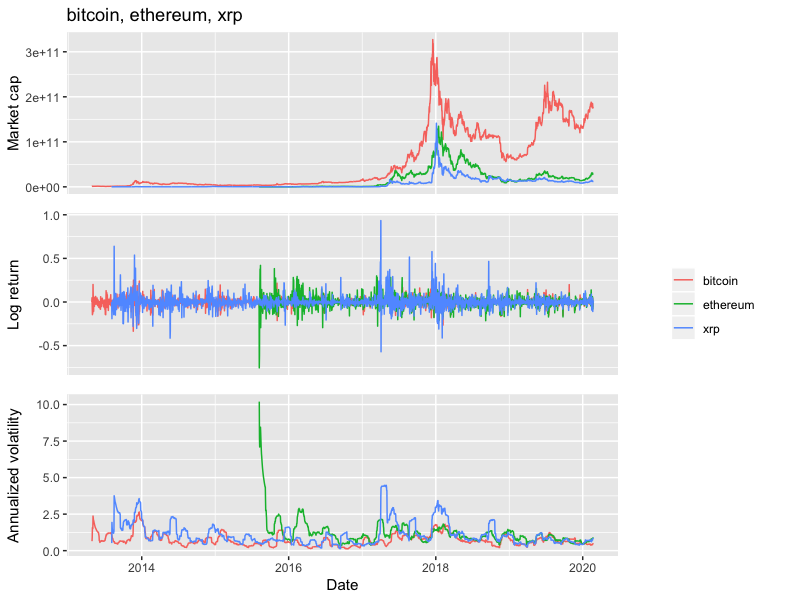 bitcoin, ethereum, xrp
Market cap
3e+11
2e+11
1e+11
0e+00
Log return
1.0
0.5
0.0
-0.5
Annualized volatility
10.0
7.5
5.0
2.5
0.0
2014
2016
2018
2020
Date
bitcoin
ethereum
xrp